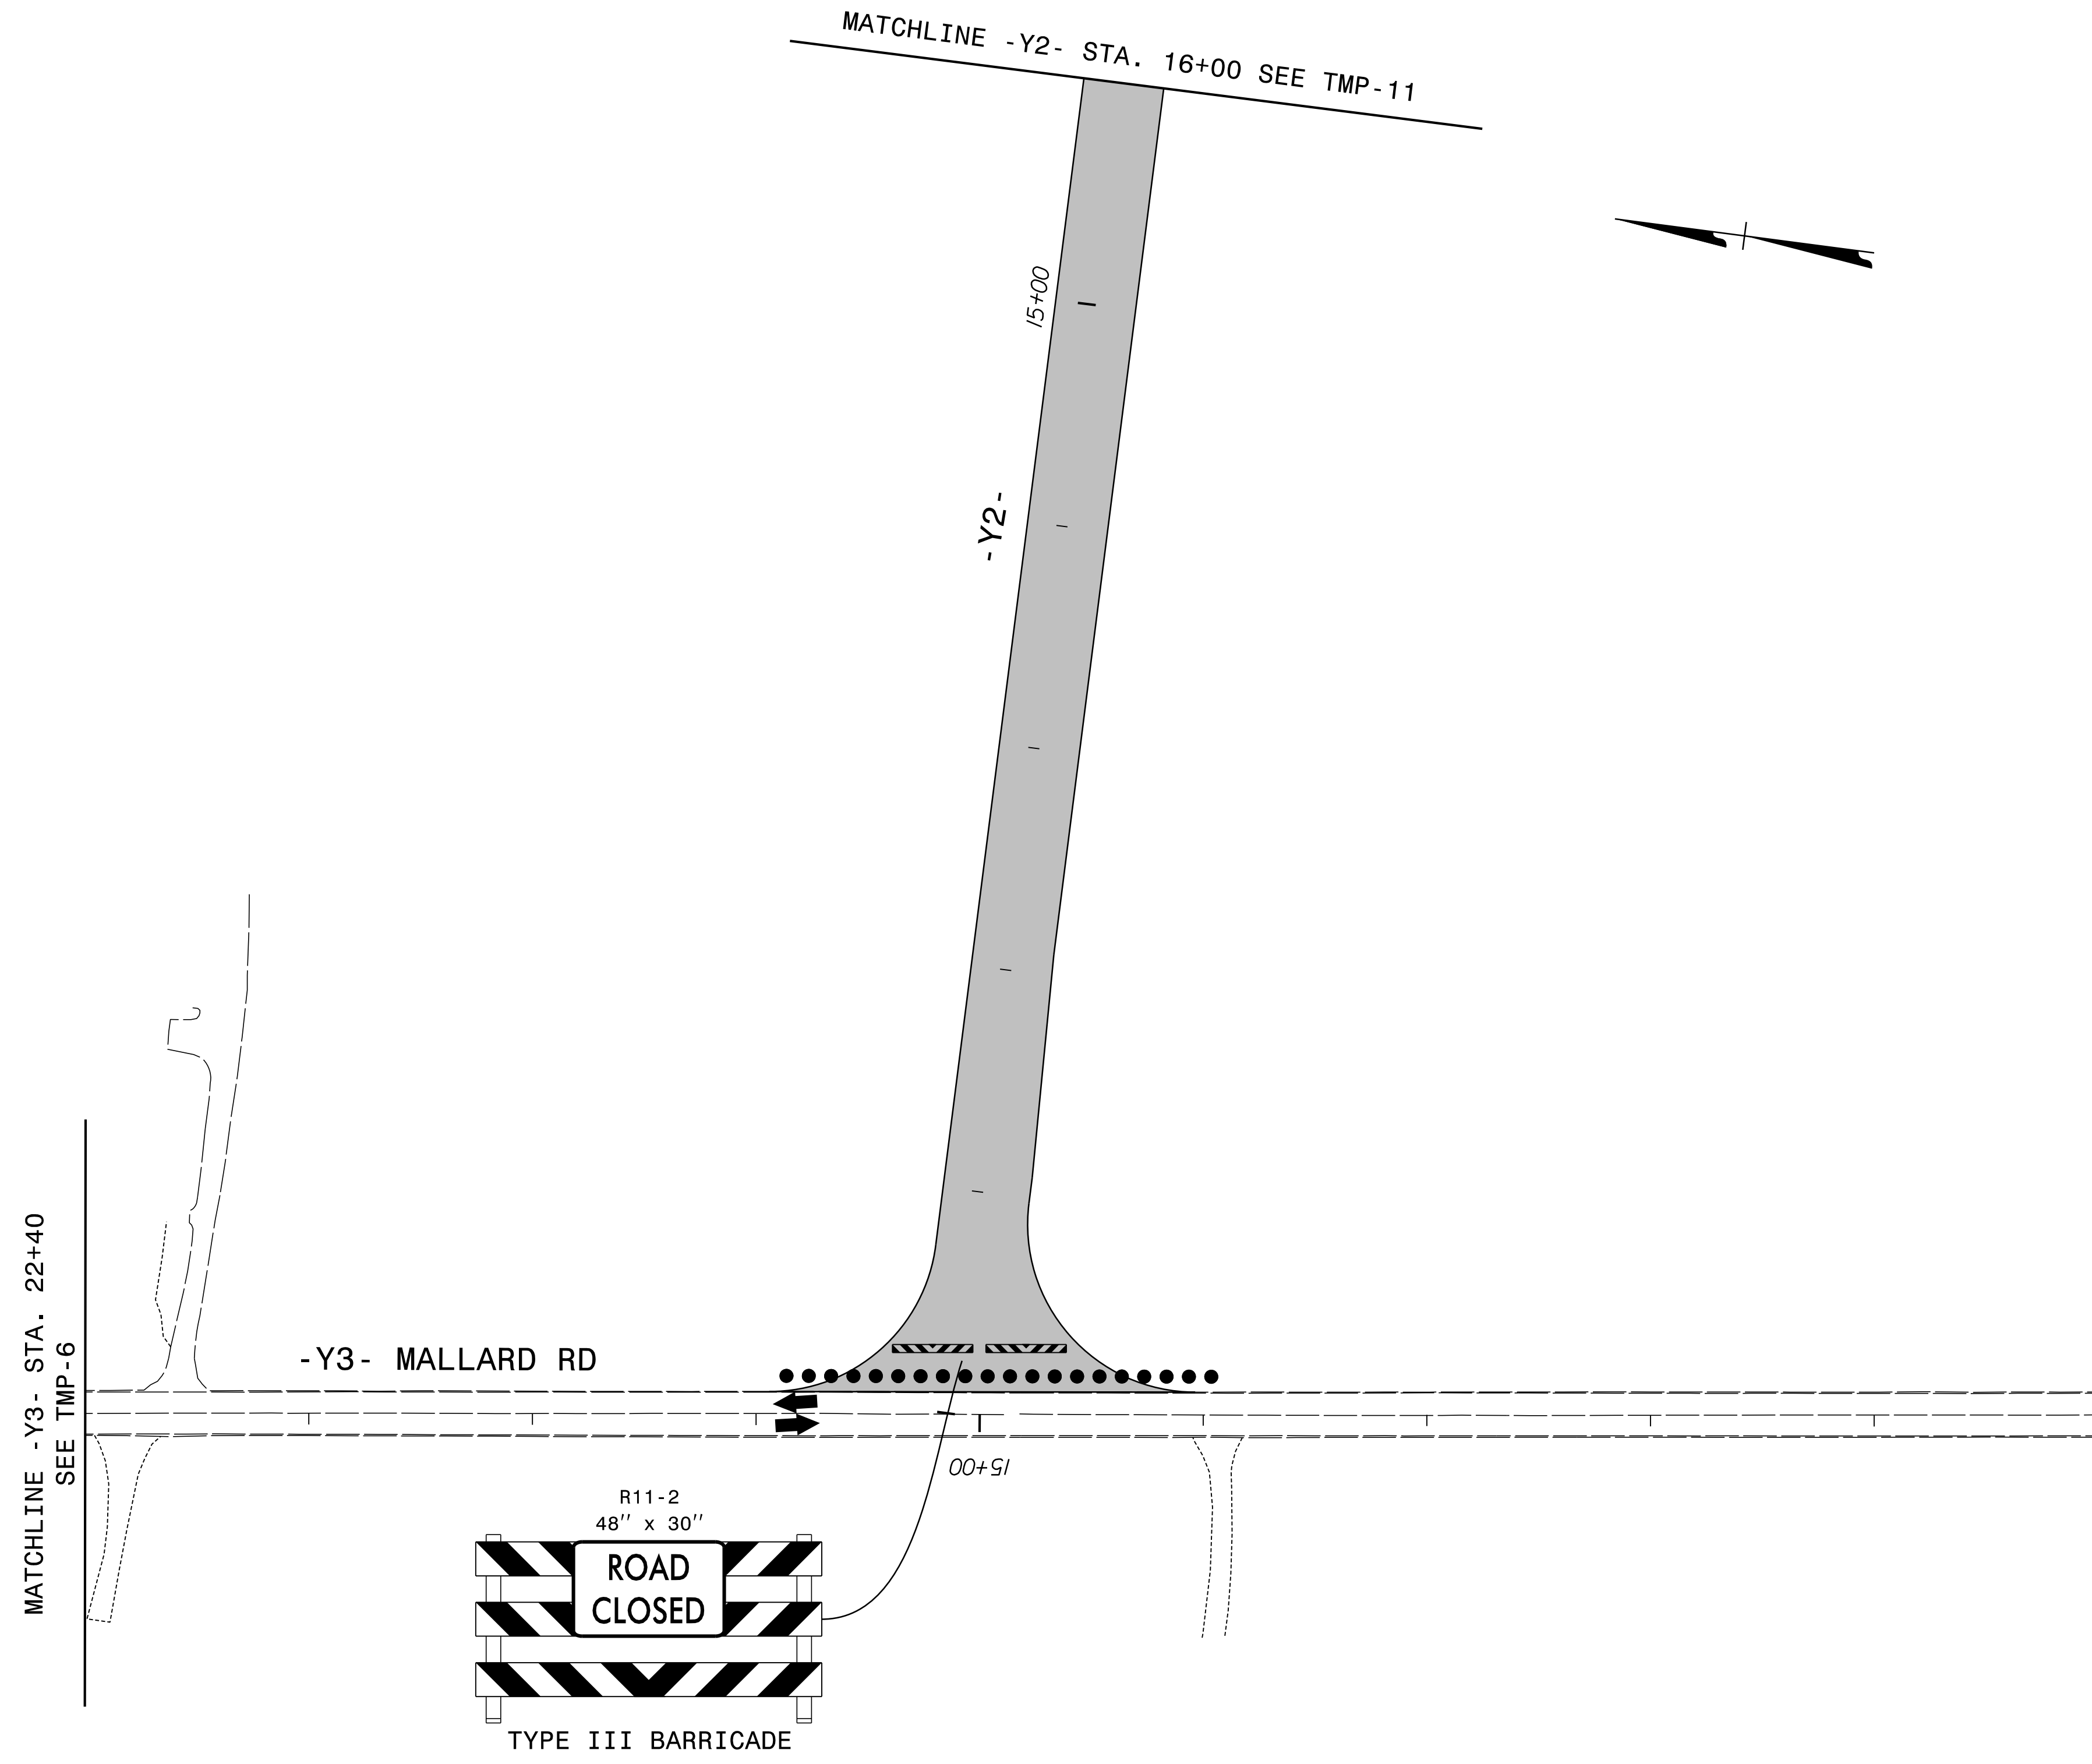 MATCHLINE -Y2- STA. 16+00 SEE TMP-11
15+00
-Y2-
MATCHLINE -Y3- STA. 22+40
SEE TMP-6
-Y3- MALLARD RD
15+00
R11-2
48" x 30"
ROAD
CLOSED
TYPE III BARRICADE